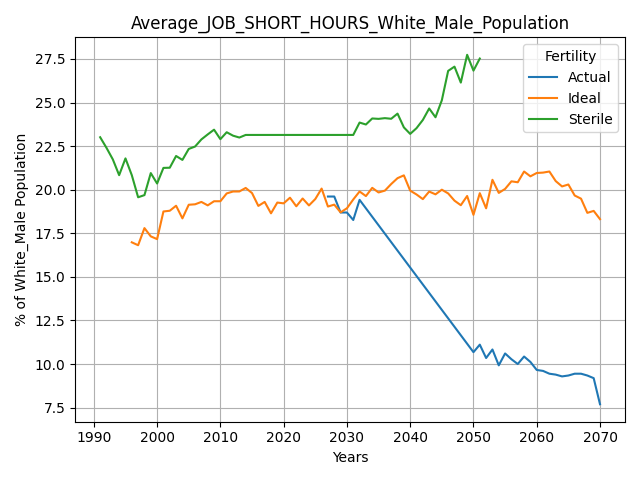 Average_JOB_SHORT_HOURS_White_Male_Population
Fertility
Actual
Ideal
Sterile
% of White_Male Population
27.5
25.0
22.5
20.0
17.5
15.0
12.5
10.0
7.5
1990 2000 2010 2020 2030 2040 2050 2060 2070
Years